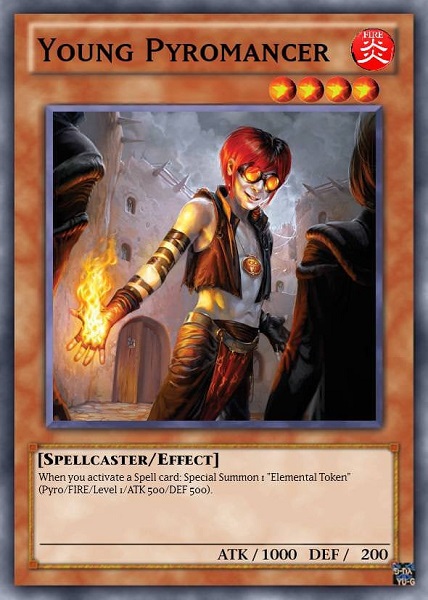 Young Pyromancer
FIRE
炎
[Spellcaster/Effect]
When you activate a Spell card: Special Summon 1 "Elemental Token"
(Pyro/FIRE/Level 1/ATK 500/DEF 500).
ATK / 1000 DEF / 200